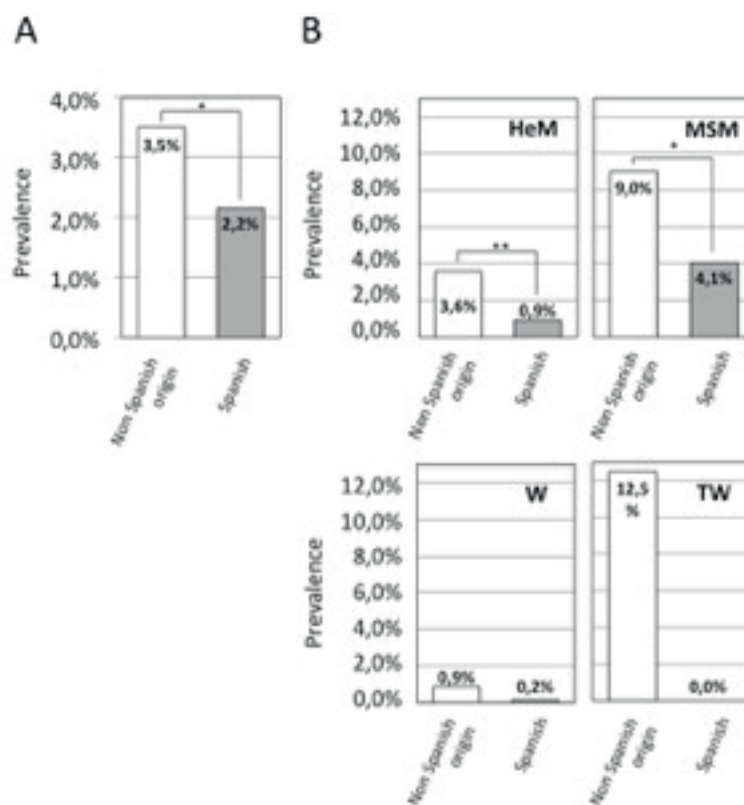 A
Prevalence
4,0%
3,0%
2,0%
1,0%
0,0%
*
3,5%
2,2%
Non Spanish
origin
Spanish
B
Prevalence
12,0%
10,0%
8,0%
6,0%
4,0%
2,0%
0,0%
HeM
**
3,6%
0,9%
Non Spanish
origin
Spanish
MSM
*
9,0%
4,1%
Non Spanish
origin
Spanish
Prevalence
12,0%
10,0%
8,0%
6,0%
4,0%
2,0%
0,0%
W
0,9%
0,2%
Non Spanish
origin
Spanish
TW
12,5
%
0,0%
Non Spanish
origin
Spanish